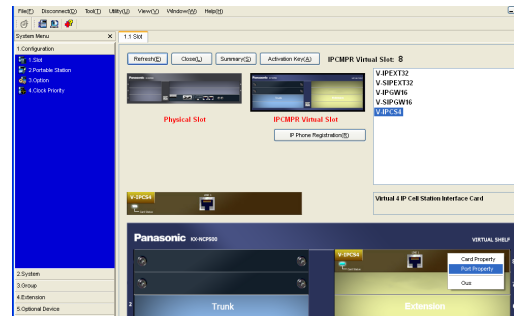 File(F) Disconnect(Q) Tool(T) Utility(U) View(V) Window(W) Help(H)
System Menu X
1.1 Slot
1.Configuration
1.Slot
2.Portable Station
3.Option
4.Clock Priority
Refresh(E) Close(L) Summary(S) Activation Key(A) IPCMPR Virtual Slot: 8
V-IPEXT32
V-SIPEXT32
V-IPGW16
V-SIPGW16
V-IPCS4
Physical Slot
IPCMPR Virtual Slot
IP Phone Registration(R)
V-IPCS4
Virtual 4 IP Cell Station Interface Card
Panasonic KX-NCP500
VIRTUAL SHELF
V-IPCS4
Card Property
Port Property
Ous
2
Trunk
Extension
2.System
3.Group
4.Extension
5.Optional Device